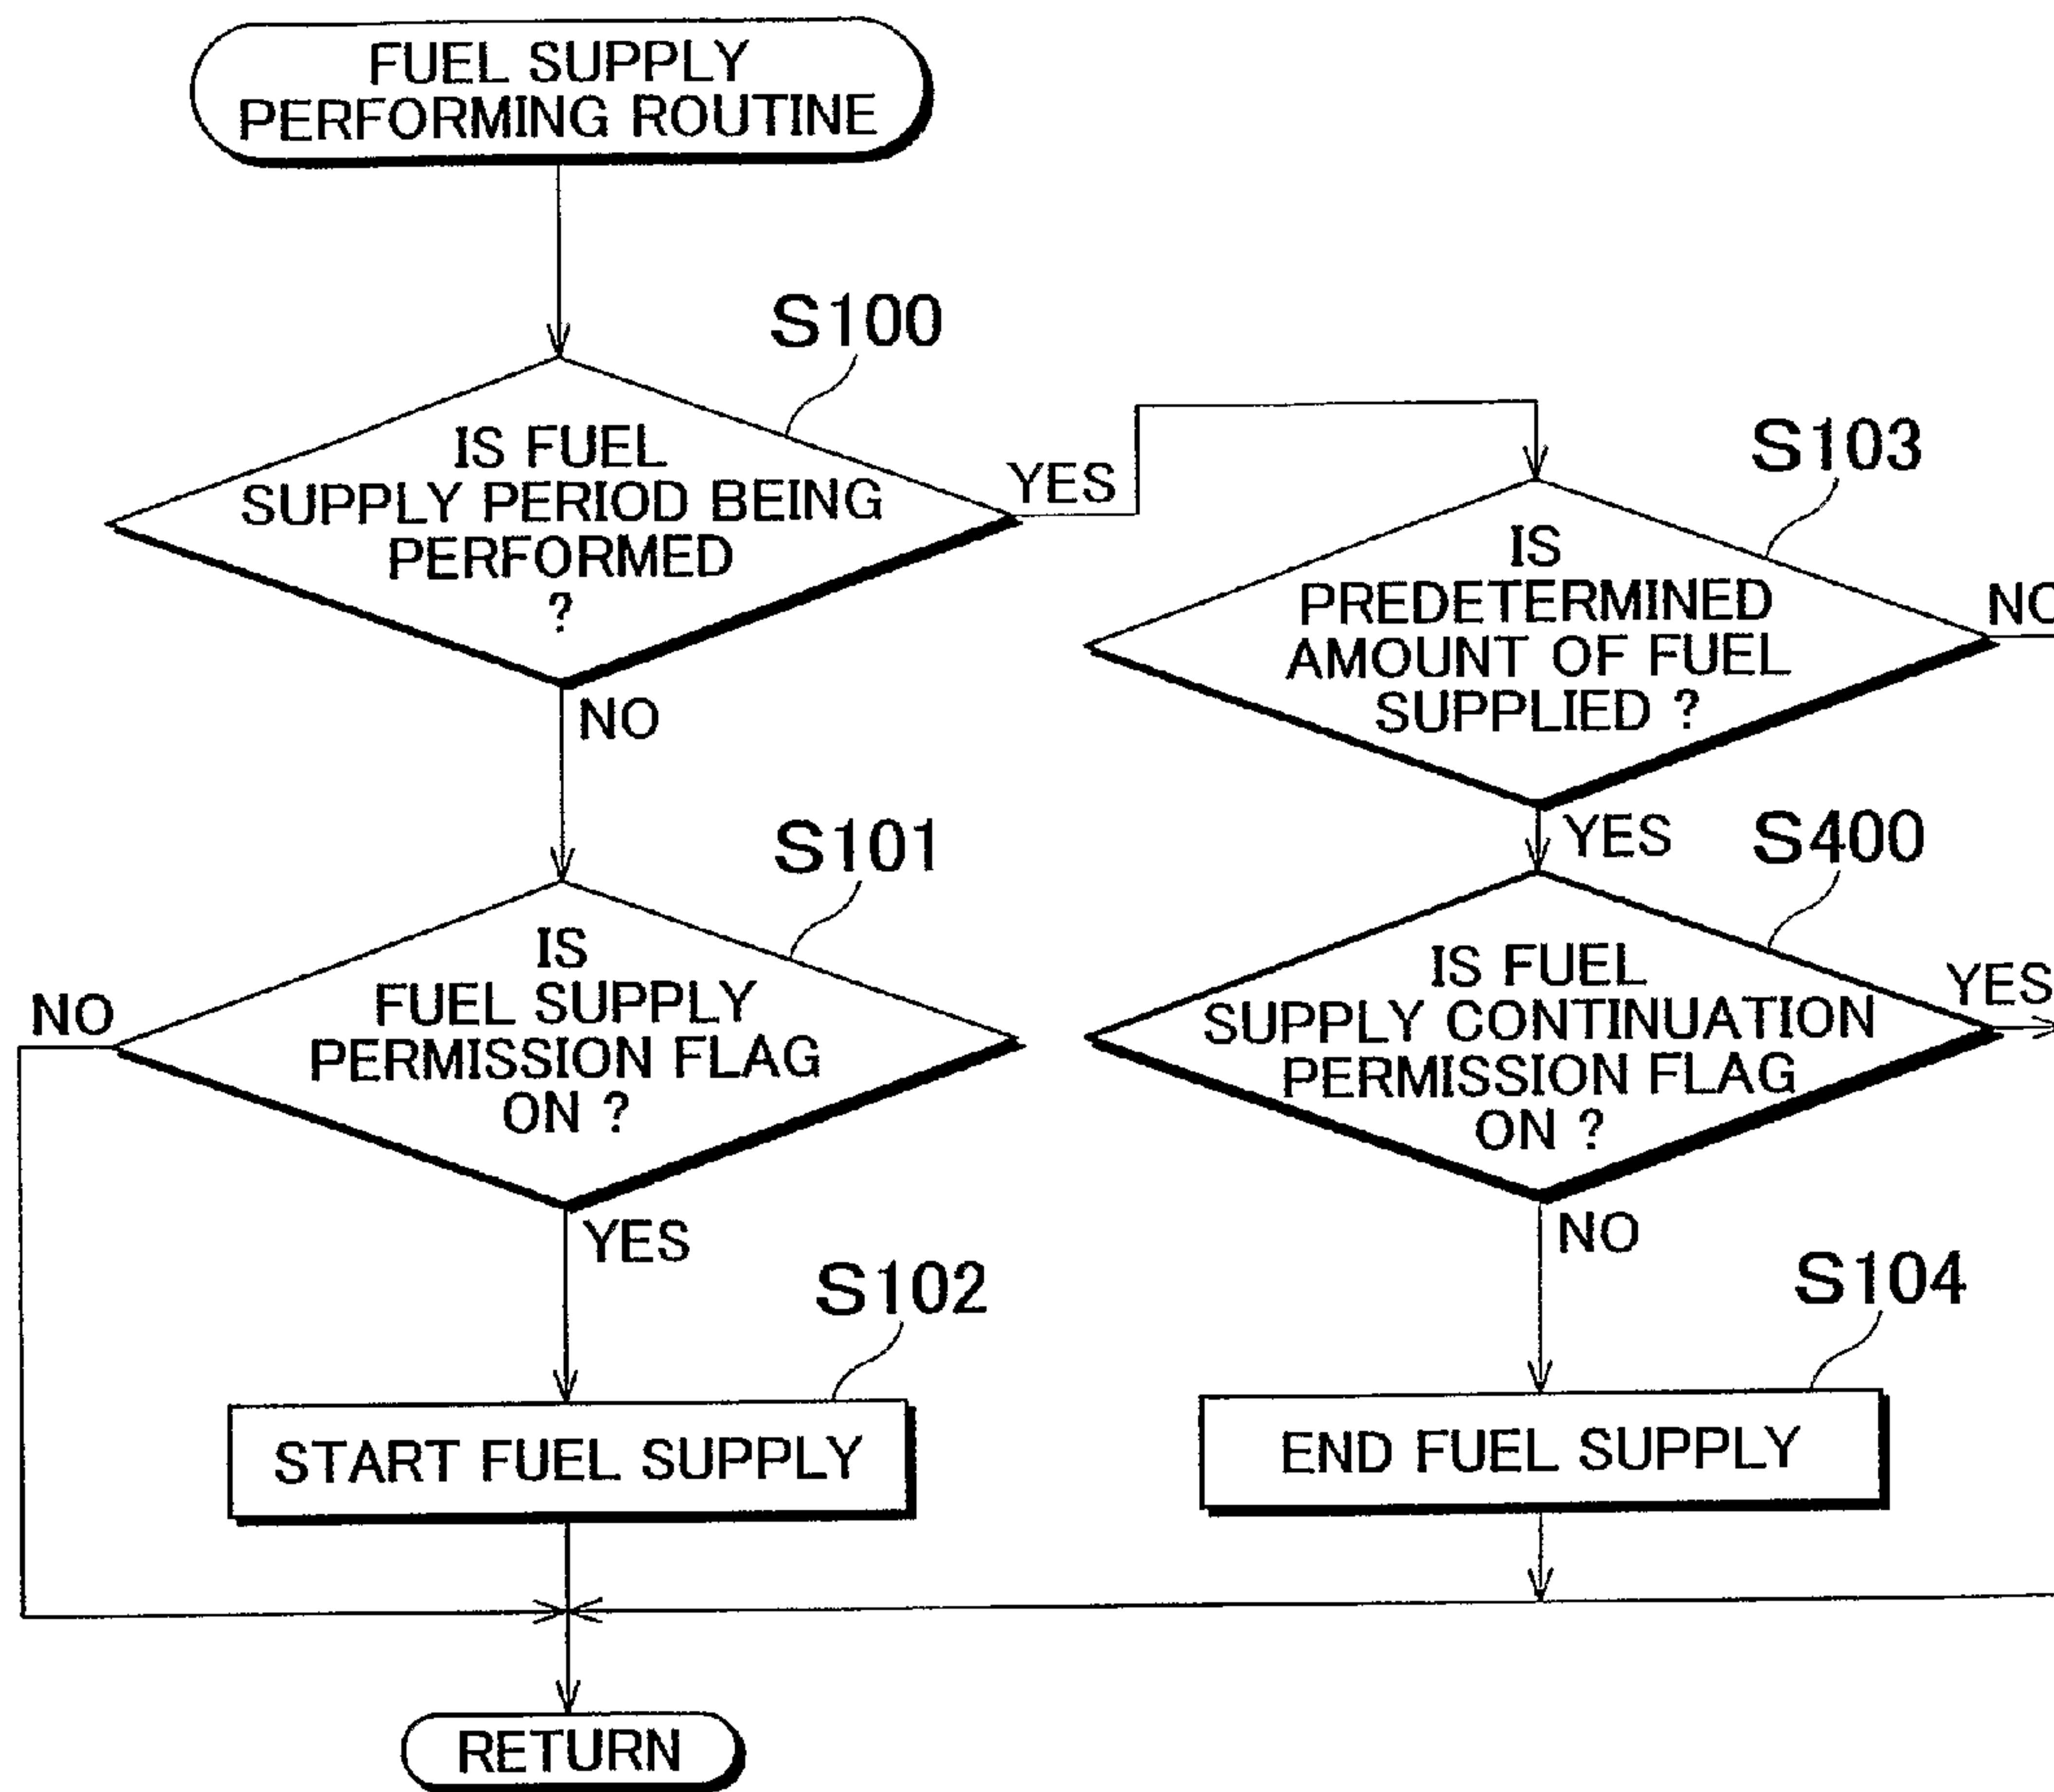 FUEL SUPPLY
PERFORMING ROUTINE
S100
IS FUEL
SUPPLY PERIOD BEING
PERFORMED
?
YES
NO
S103
IS
PREDETERMINED
AMOUNT OF FUEL
SUPPLIED ?
NO
YES
S101
IS
FUEL SUPPLY
PERMISSION FLAG
ON ?
NO
YES
S400
IS FUEL
SUPPLY CONTINUATION
PERMISSION FLAG
ON ?
YES
NO
S102
START FUEL SUPPLY
S104
END FUEL SUPPLY
RETURN